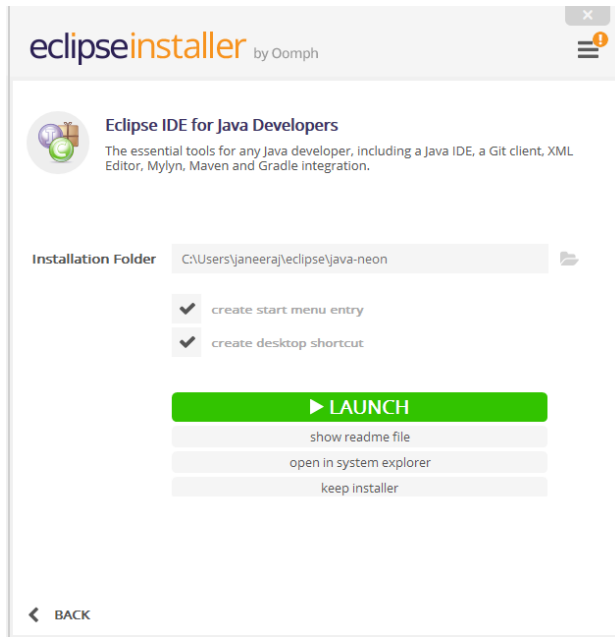 eclipseinstaller by Oomph
Eclipse IDE for Java Developers
The essential tools for any Java developer, including a Java IDE, a Git client, XML
Editor, Mylyn, Maven and Gradle integration.
Installation Folder C:\Users\janeeraj\eclipse\java-neon
create start menu entry
create desktop shortcut
LAUNCH
show readme file
open in system explorer
keep installer
BACK